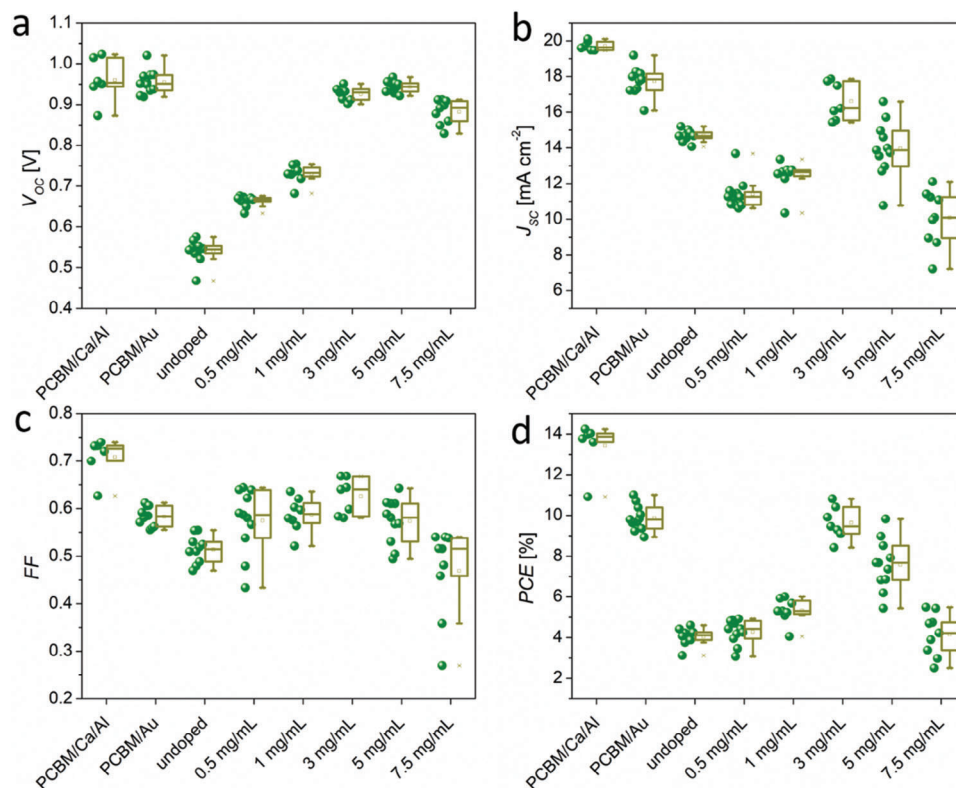 a
1.1
1.0
0.9
0.8
0.7
0.6
0.5
0.4
V_OC [V]
PCBM/Ca/Al
PCBM/Au
undoped
0.5 mg/mL
1 mg/mL
3 mg/mL
5 mg/mL
7.5 mg/mL
b
20
18
16
14
12
10
8
6
J_SC [mA cm⁻²]
PCBM/Ca/Al
PCBM/Au
undoped
0.5 mg/mL
1 mg/mL
3 mg/mL
5 mg/mL
7.5 mg/mL
c
0.8
0.7
0.6
0.5
0.4
0.3
0.2
FF
PCBM/Ca/Al
PCBM/Au
undoped
0.5 mg/mL
1 mg/mL
3 mg/mL
5 mg/mL
7.5 mg/mL
d
14
12
10
8
6
4
2
PCE [%]
PCBM/Ca/Al
PCBM/Au
undoped
0.5 mg/mL
1 mg/mL
3 mg/mL
5 mg/mL
7.5 mg/mL